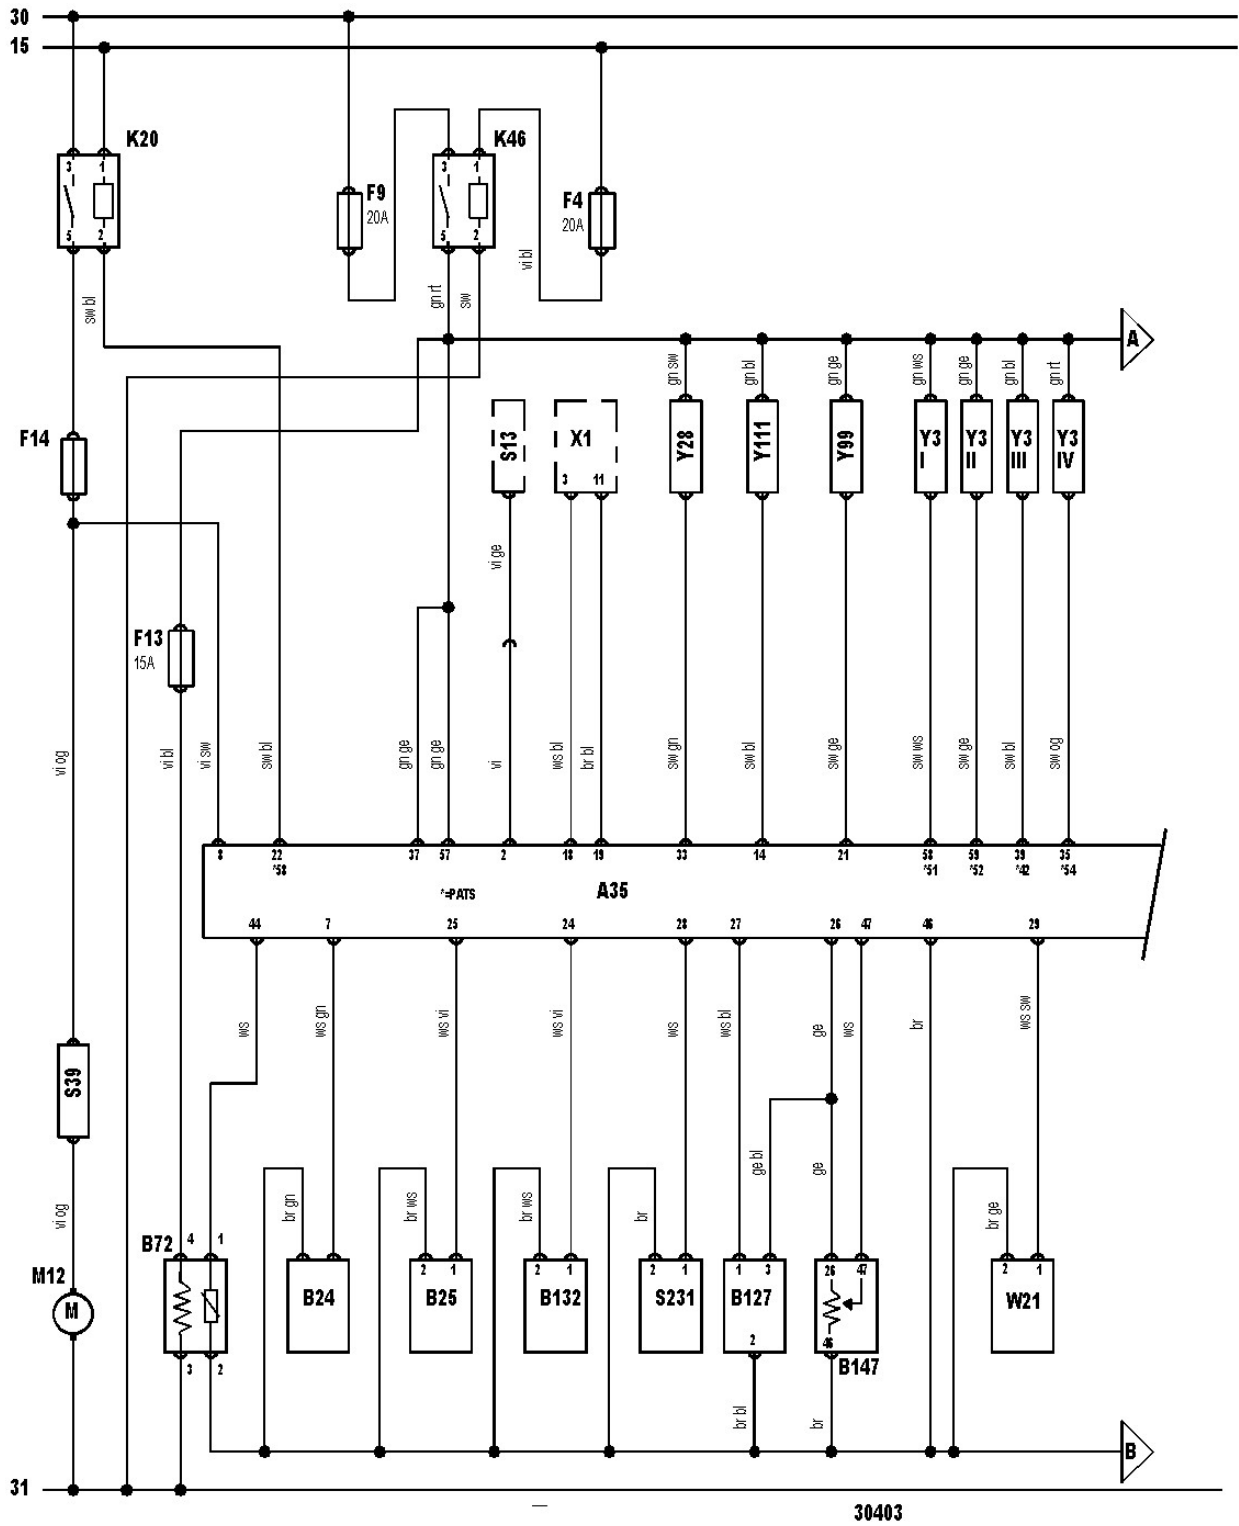 30
15
K20
K46
3 1
3 1
F9
20A
F4
20A
5 2
5 2
sw bl
gn rt
sw
vi bl
A
gn sw
gn bl
gn ge
gn ws
gn ge
gn bl
gn rt
F14
S13
X1
3 11
Y28
Y111
Y99
Y3 I
Y3 II
Y3 III
Y3 IV
vi ge
F13
15A
vi og
vi bl
vi sw
sw bl
gn ge
gn ge
vi
ws bl
br bl
sw gn
sw bl
sw ge
sw ws
sw ge
sw bl
sw og
8 22 37 57 2 18 19 33 14 21 58 59 39 35
*58 *51 *52 *42 *54
*=PATS
A35
44 7 25 24 28 27 26 47 46 29
ws
ws gn
ws vi
ws vi
ws
ws bl
ge
ws
br
ws sw
S39
vi og
br gn
br ws
br ws
br
ge bl
ge
br ge
B72
4 1
M12
M
B24
2 1
B25
2 1
B132
2 1
S231
1 3
B127
2
26 47
46
B147
2 1
W21
3 2
br bl
br
B
31
30403